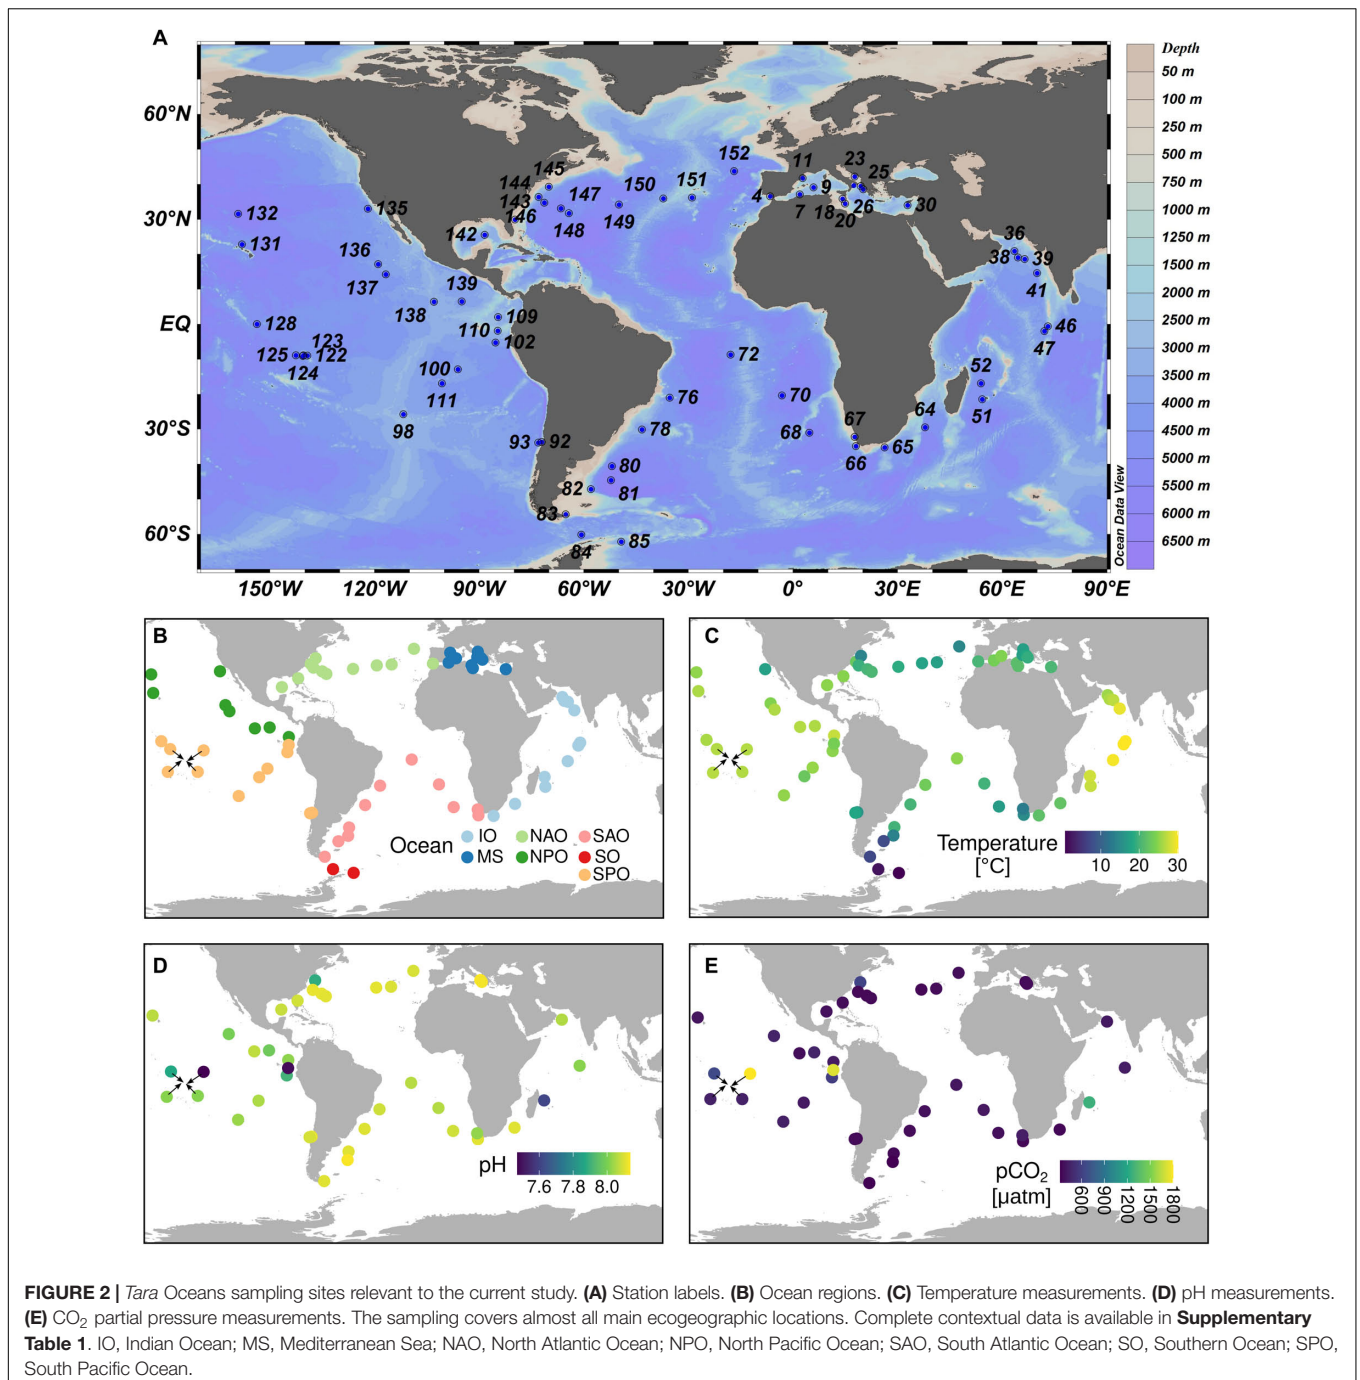 A
Depth
50 m
100 m
250 m
500 m
750 m
1000 m
1250 m
1500 m
2000 m
2500 m
3000 m
3500 m
4000 m
4500 m
5000 m
5500 m
6000 m
6500 m
Ocean Data View
60°N
30°N
EQ
30°S
60°S
150°W
120°W
90°W
60°W
30°W
0°
30°E
60°E
90°E
152
11
23
145
144
147
150
151
25
4
9
143
7
18
26
30
132
135
146
149
20
148
142
36
131
136
38
39
137
139
41
138
109
128
110
46
123
102
47
125
122
72
124
100
52
111
76
70
51
98
67
64
93
92
78
68
65
66
80
82
81
83
84
85
B
Ocean
IO
NAO
SAO
MS
NPO
SO
SPO
C
Temperature
[°C]
10
20
30
D
pH
7.6
7.8
8.0
E
pCO₂
[µatm]
600
900
1200
1500
1800
FIGURE 2 | Tara Oceans sampling sites relevant to the current study. (A) Station labels. (B) Ocean regions. (C) Temperature measurements. (D) pH measurements.
(E) CO₂ partial pressure measurements. The sampling covers almost all main ecogeographic locations. Complete contextual data is available in Supplementary
Table 1. IO, Indian Ocean; MS, Mediterranean Sea; NAO, North Atlantic Ocean; NPO, North Pacific Ocean; SAO, South Atlantic Ocean; SO, Southern Ocean; SPO,
South Pacific Ocean.